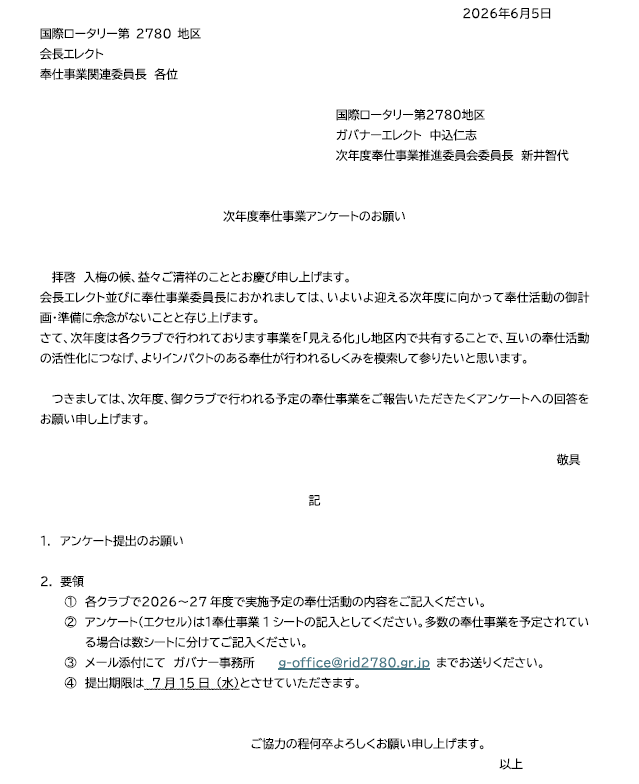 2026年6月5日
国際ロータリー第 2780 地区
会長エレクト
奉仕事業関連委員長 各位
国際ロータリー第2780地区
ガバナーエレクト 中込仁志
次年度奉仕事業推進委員会委員長 新井智代
次年度奉仕事業アンケートのお願い
拝啓 入梅の候、益々ご清祥のこととお慶び申し上げます。
会長エレクト並びに奉仕事業委員長におかれましては、いよいよ迎える次年度に向かって奉仕活動の御計
画・準備に余念がないことと存じ上げます。
さて、次年度は各クラブで行われております事業を「見える化」し地区内で共有することで、互いの奉仕活動
の活性化につなげ、よりインパクトのある奉仕が行われるしくみを模索して参りたいと思います。
つきましては、次年度、御クラブで行われる予定の奉仕事業をご報告いただきたくアンケートへの回答を
お願い申し上げます。
敬具
記
1. アンケート提出のお願い
2. 要領
① 各クラブで2026~27年度で実施予定の奉仕活動の内容をご記入ください。
② アンケート(エクセル)は1奉仕事業1シートの記入としてください。多数の奉仕事業を予定されてい
る場合は数シートに分けてご記入ください。
③ メール添付にて ガバナー事務所 g-office@rid2780.gr.jp までお送りください。
④ 提出期限は 7月15日 (水)とさせていただきます。
ご協力の程何卒よろしくお願い申し上げます。
以上